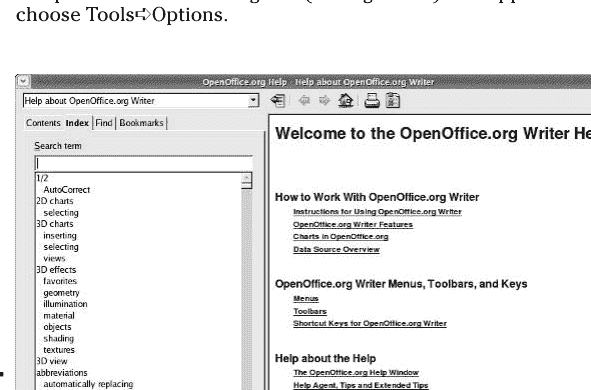 choose Tools➪Options.
OpenOffice.org Help - Help about OpenOffice.org Writer
Help about OpenOffice.org Writer
Contents Index Find Bookmarks
Search term
1/2
AutoCorrect
2D charts
selecting
3D charts
inserting
selecting
views
3D effects
favorites
geometry
illumination
material
objects
shading
textures
3D view
abbreviations
automatically replacing
Welcome to the OpenOffice.org Writer He
How to Work With OpenOffice.org Writer
Instructions for Using OpenOffice.org Writer
OpenOffice.org Writer Features
Charts in OpenOffice.org
Data Source Overview
OpenOffice.org Writer Menus, Toolbars, and Keys
Menus
Toolbars
Shortcut Keys for OpenOffice.org Writer
Help about the Help
The OpenOffice.org Help Window
Help Agent, Tips and Extended Tips